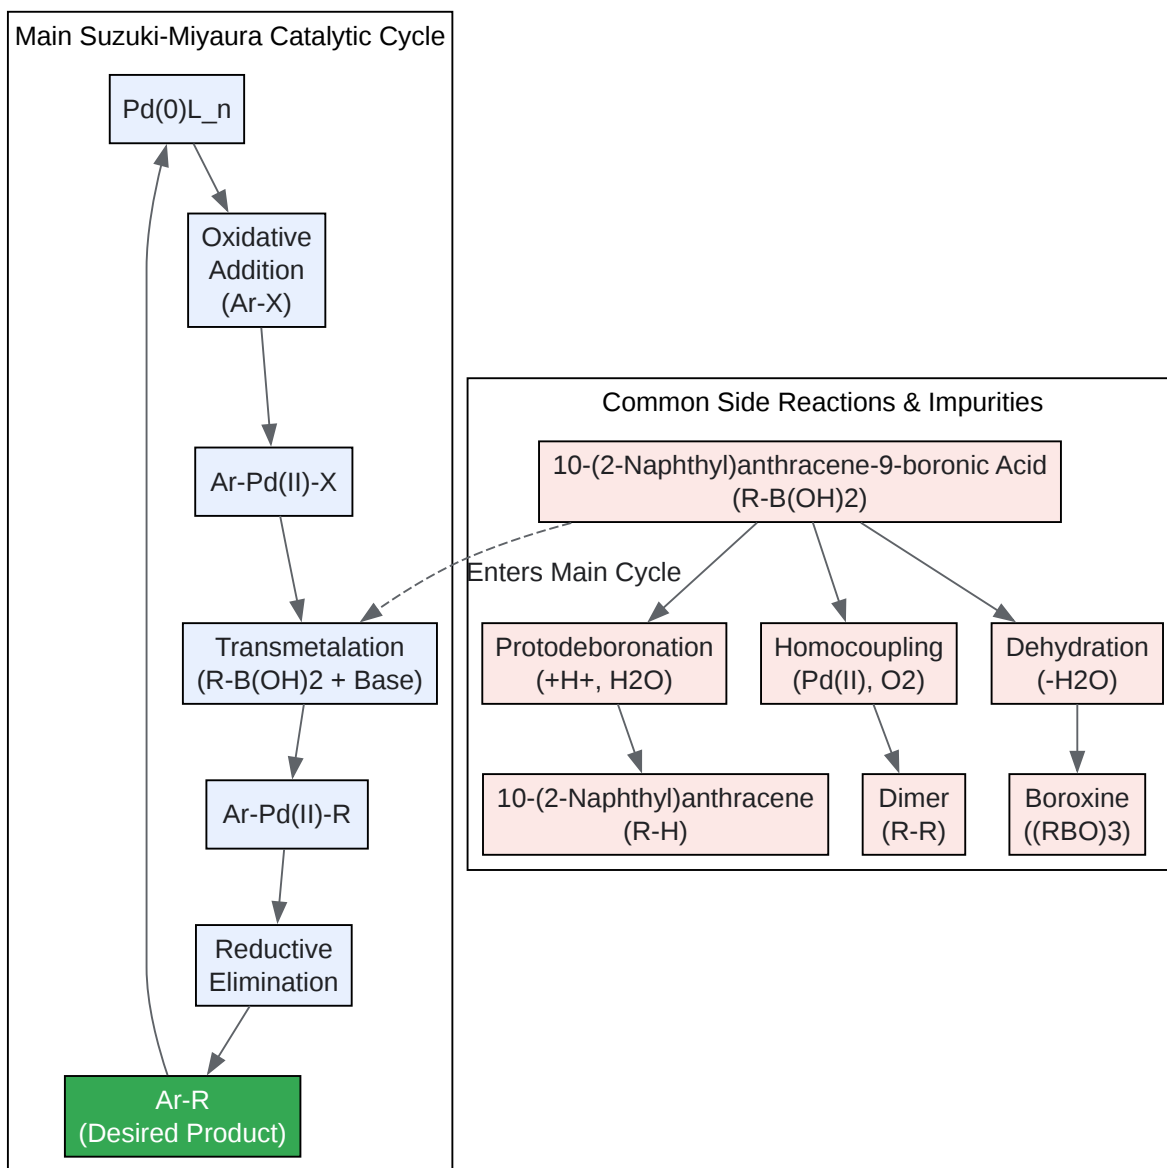 Main Suzuki-Miyaura Catalytic Cycle
Pd(0)L_n
Oxidative
Addition
(Ar-X)
Ar-Pd(II)-X
Transmetalation
(R-B(OH)2 + Base)
Ar-Pd(II)-R
Reductive
Elimination
Ar-R
(Desired Product)
Common Side Reactions & Impurities
10-(2-Naphthyl)anthracene-9-boronic Acid
(R-B(OH)2)
Enters Main Cycle
Protodeboronation
(+H+, H2O)
Homocoupling
(Pd(II), O2)
Dehydration
(-H2O)
10-(2-Naphthyl)anthracene
(R-H)
Dimer
(R-R)
Boroxine
((RBO)3)